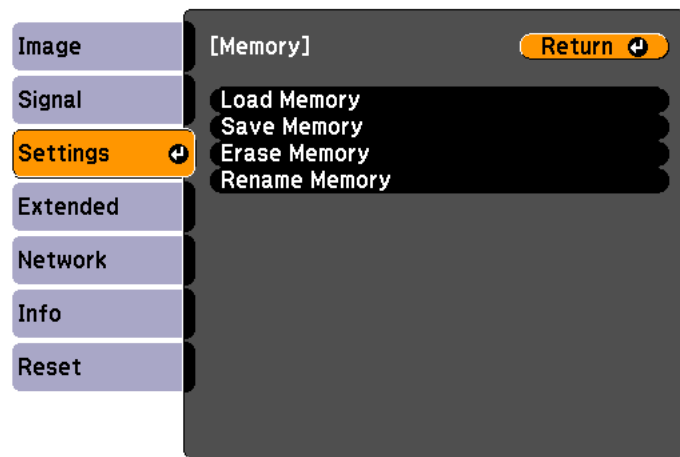 Image
Signal
Settings
Extended
Network
Info
Reset
[Memory]
Return
Load Memory
Save Memory
Erase Memory
Rename Memory